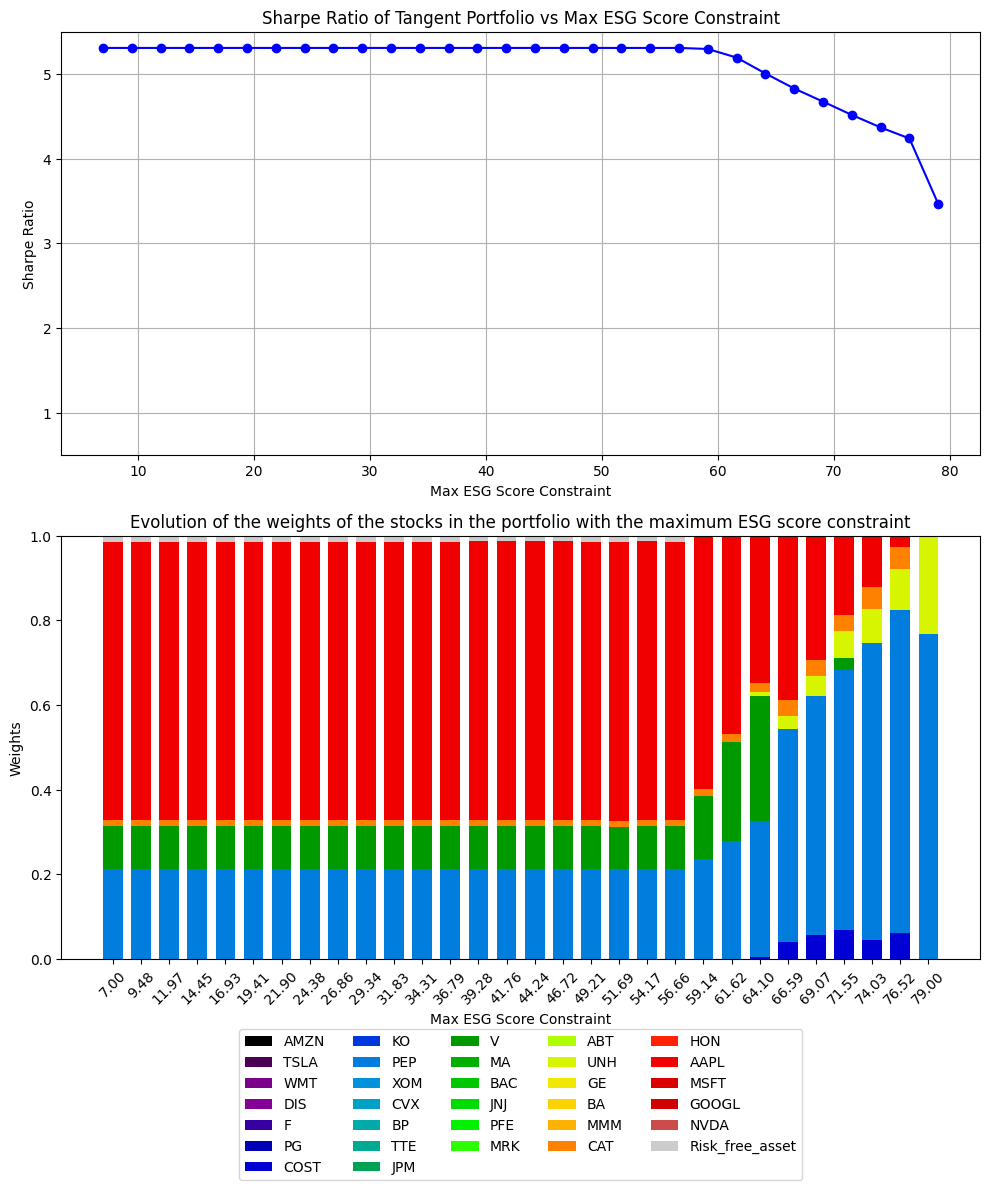 Sharpe Ratio of Tangent Portfolio vs Max ESG Score Constraint
5
4
3
2
1
Sharpe Ratio
10 20 30 40 50 60 70 80
Max ESG Score Constraint
Evolution of the weights of the stocks in the portfolio with the maximum ESG score constraint
1.0
0.8
0.6
0.4
0.2
0.0
Weights
7.00 9.48 11.97 14.45 16.93 19.41 21.90 24.38 26.86 29.34 31.83 34.31 36.79 39.28 41.76 44.24 46.72 49.21 51.69 54.17 56.66 59.14 61.62 64.10 66.59 69.07 71.55 74.03 76.52 79.00
Max ESG Score Constraint
AMZN KO V ABT HON
TSLA PEP MA UNH AAPL
WMT XOM BAC GE MSFT
DIS CVX JNJ BA GOOGL
F BP PFE MMM NVDA
PG TTE MRK CAT Risk_free_asset
COST JPM